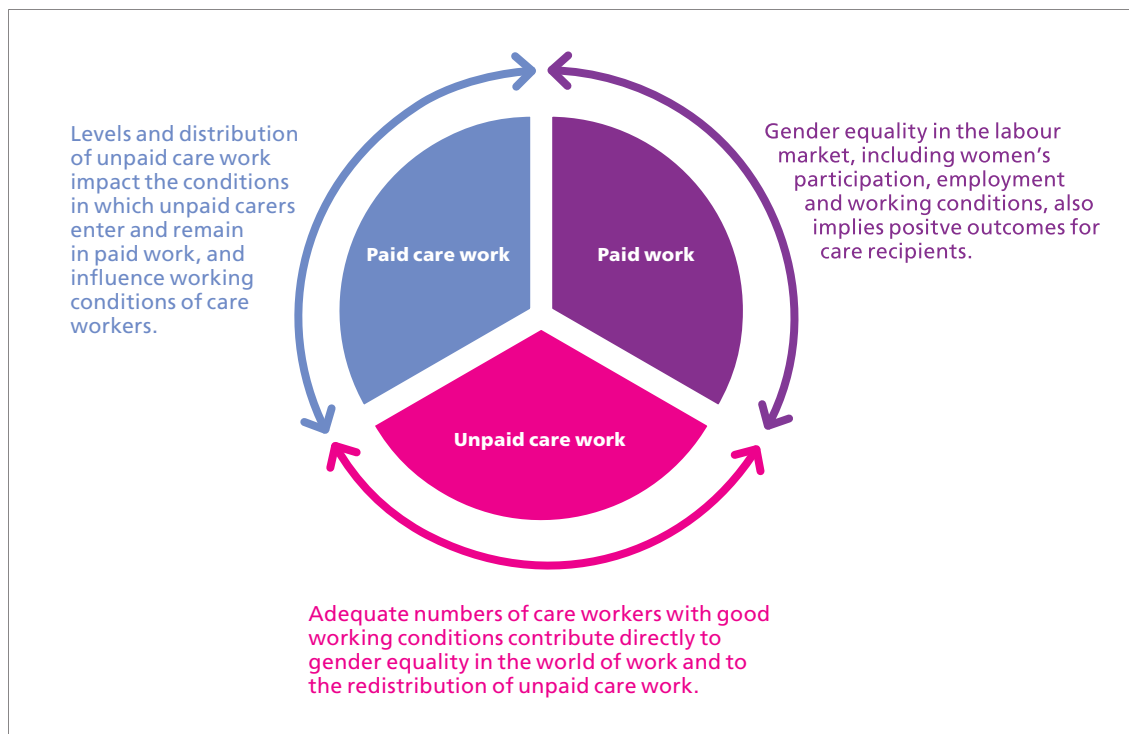 Levels and distribution
of unpaid care work
impact the conditions
in which unpaid carers
enter and remain
in paid work, and
influence working
conditions of care
workers.
Paid care work
Paid work
Gender equality in the labour
market, including women’s
participation, employment
and working conditions, also
implies positve outcomes for
care recipients.
Unpaid care work
Adequate numbers of care workers with good
working conditions contribute directly to
gender equality in the world of work and to
the redistribution of unpaid care work.